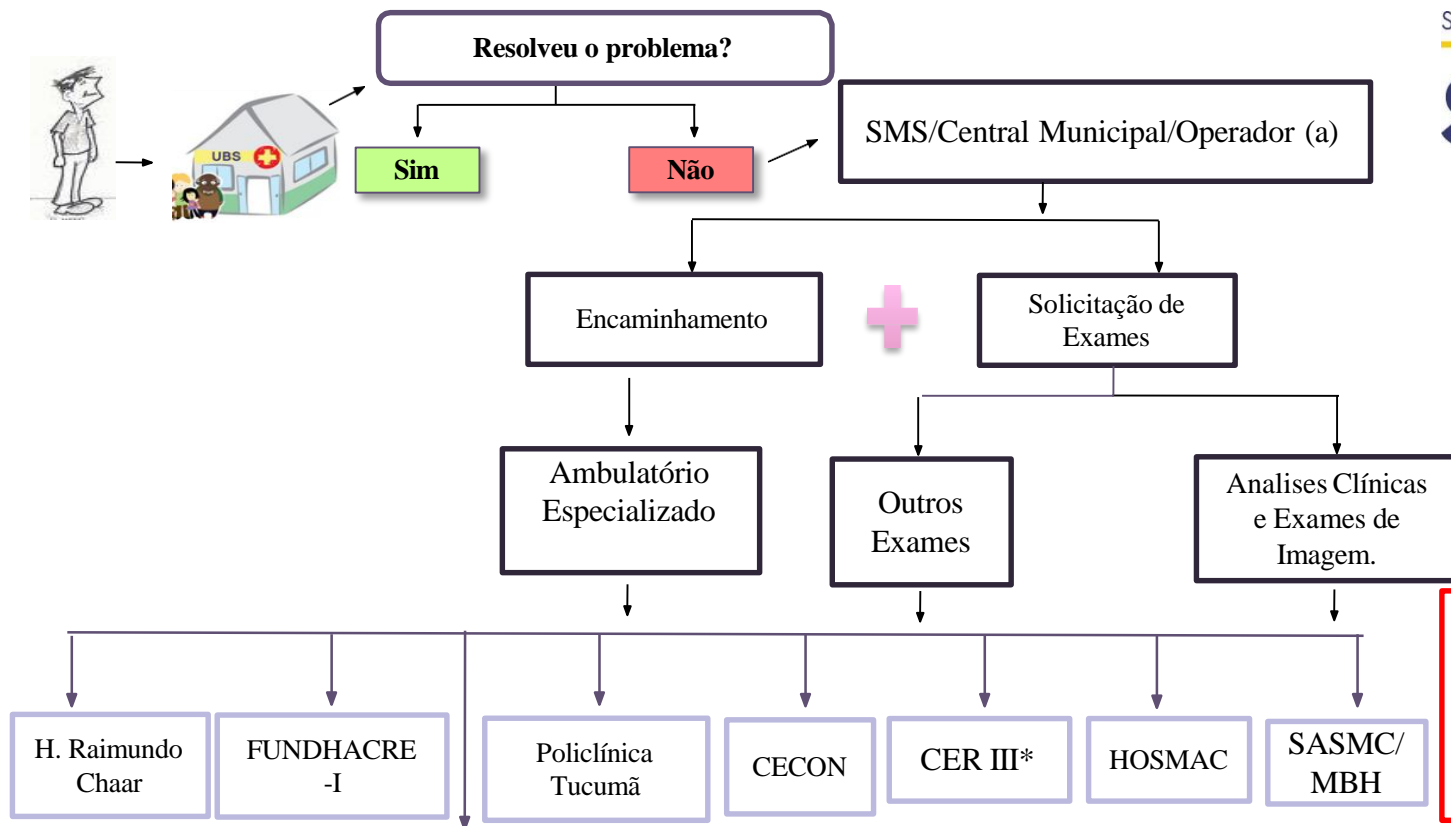 Resolveu o problema?
SMS/Central Municipal/Operador (a)
UBS
Sim
Não
Encaminhamento
Solicitação de
Exames
Ambulatório
Especializado
Outros
Exames
Analises Clínicas
e Exames de
Imagem.
H. Raimundo
Chaar
FUNDHACRE
-I
Policlínica
Tucumã
CECON
CER III*
HOSMAC
SASMC/
MBH